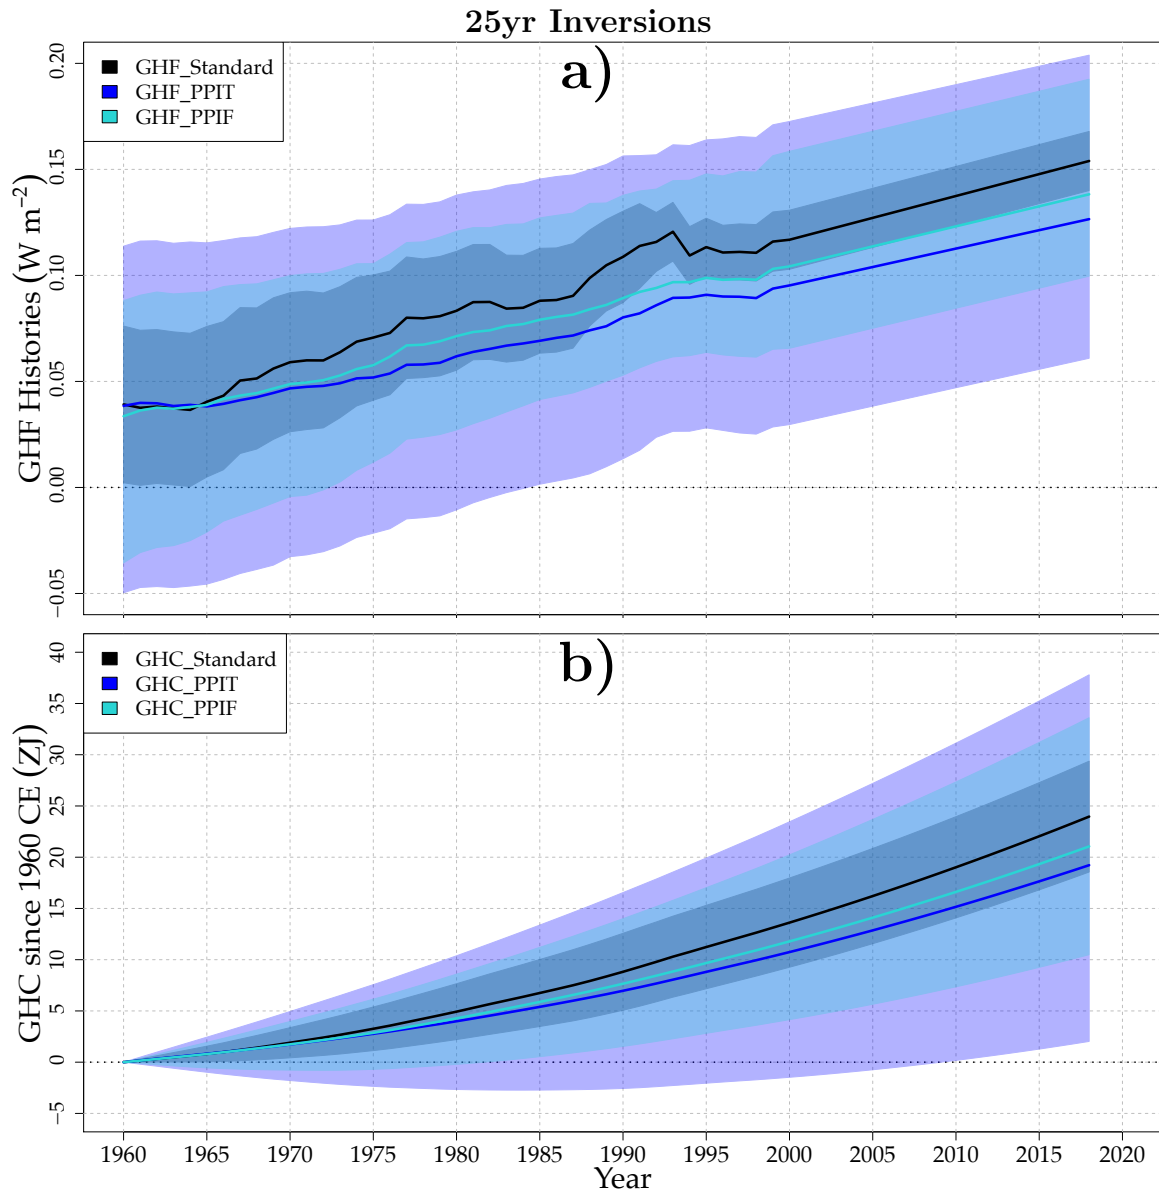 25yr Inversions
a)
GHF_Standard
GHF_PPIT
GHF_PPIF
GHF Histories (W m⁻²)
0.20
0.15
0.10
0.05
0.00
−0.05
b)
GHC_Standard
GHC_PPIT
GHC_PPIF
GHC since 1960 CE (ZJ)
40
35
30
25
20
15
10
5
0
−5
1960 1965 1970 1975 1980 1985 1990 1995 2000 2005 2010 2015 2020
Year